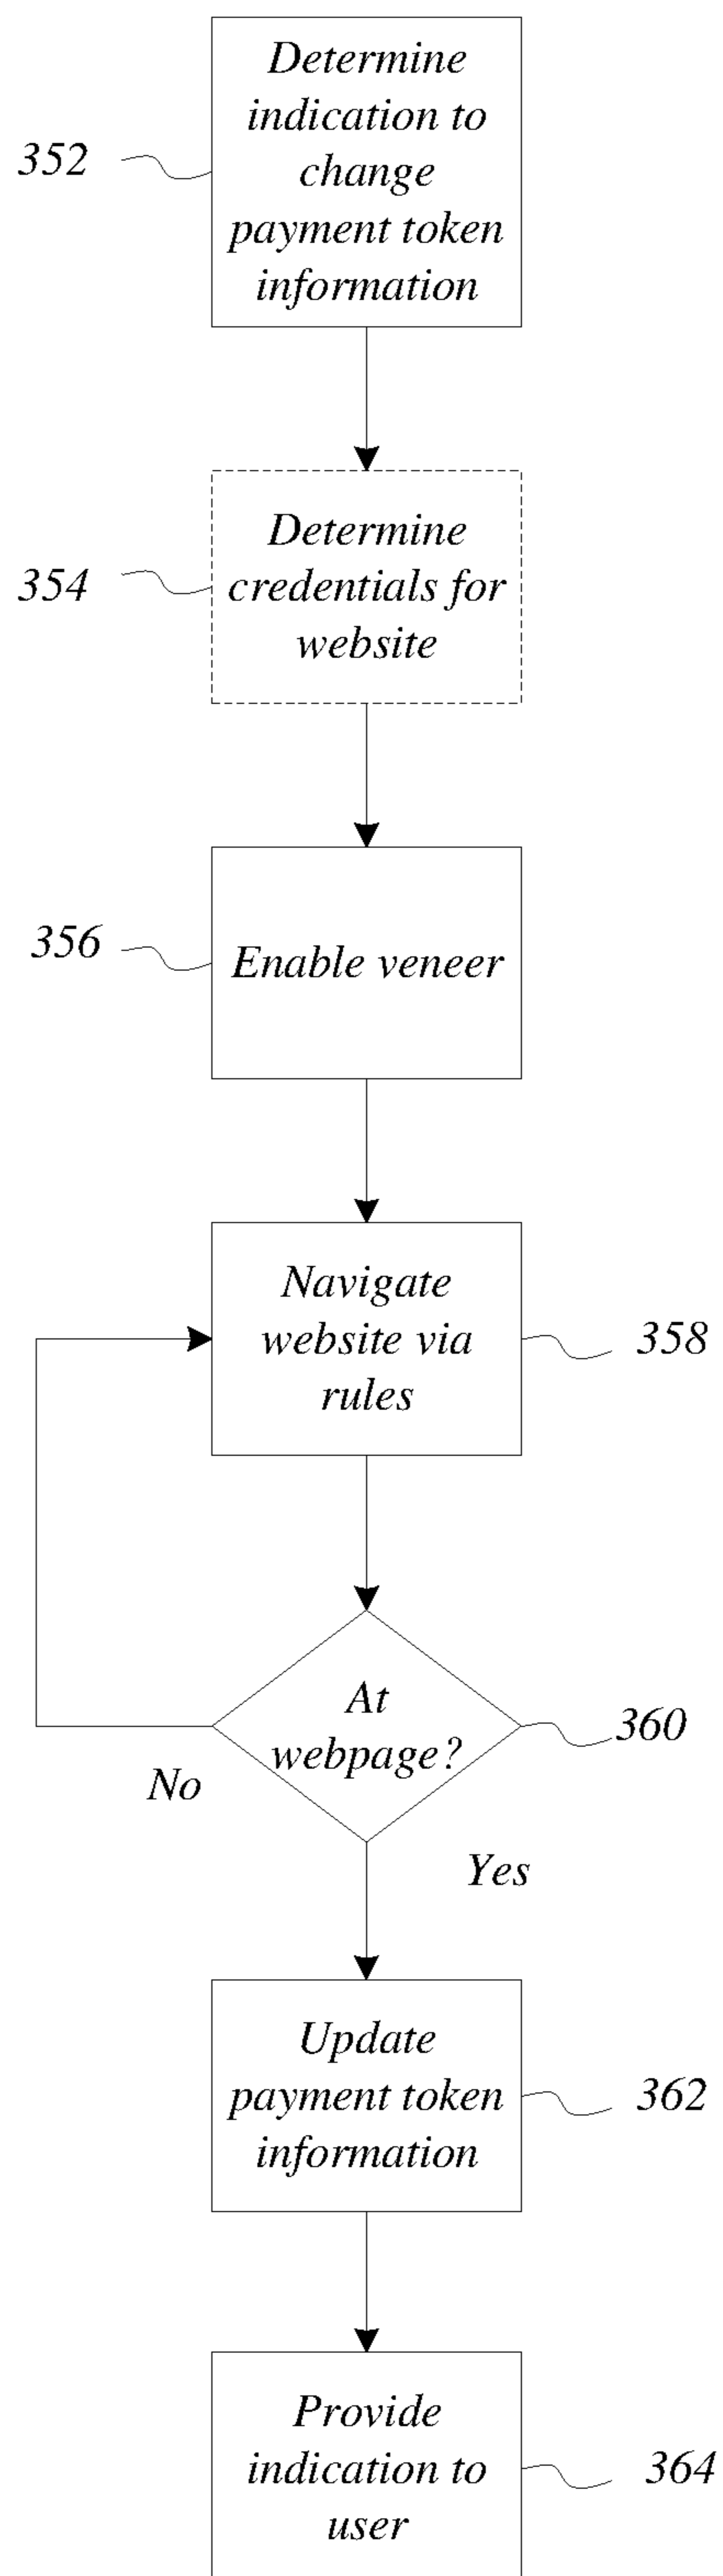 Determine
indication to
change
payment token
information
352
Determine
credentials for
website
354
356
Enable veneer
Navigate
website via
rules
358
At
webpage?
360
No
Yes
Update
payment token
information
362
Provide
indication to
user
364